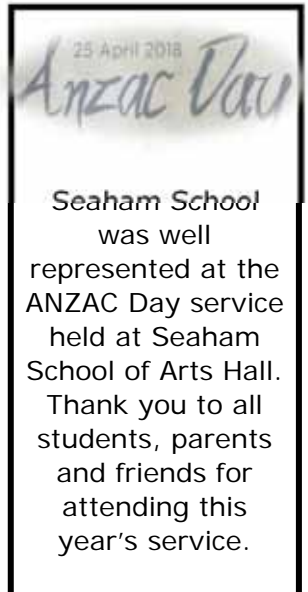 25 April 2018
Anzac Day
Seaham School
was well
represented at the
ANZAC Day service
held at Seaham
School of Arts Hall.
Thank you to all
students, parents
and friends for
attending this
year's service.